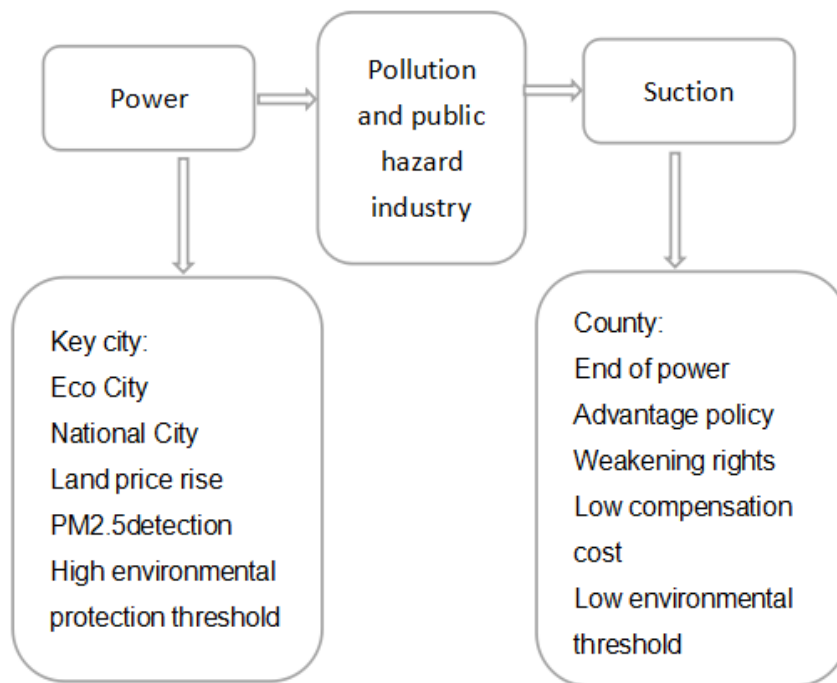 Power
Pollution
and public
hazard
industry
Suction
Key city:
Eco City
National City
Land price rise
PM2.5detection
High environmental
protection threshold
County:
End of power
Advantage policy
Weakening rights
Low compensation
cost
Low environmental
threshold